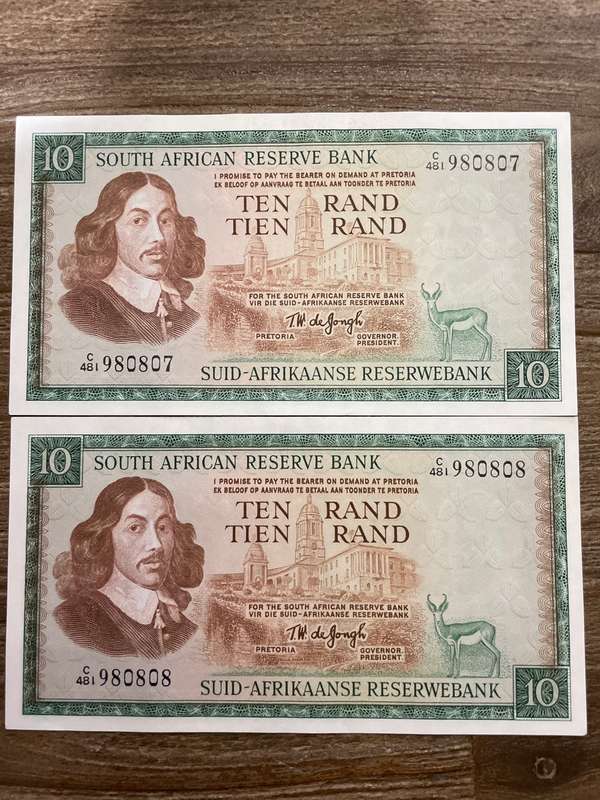 10
SOUTH AFRICAN RESERVE BANK
C/481 980807
I PROMISE TO PAY THE BEARER ON DEMAND AT PRETORIA
EK BELOOF OP AANVRAAG TE BETAAL AAN TOONDER TE PRETORIA
TEN RAND
TIEN RAND
FOR THE SOUTH AFRICAN RESERVE BANK
VIR DIE SUID-AFRIKAANSE RESERWEBANK
T.W. de Jongh
PRETORIA GOVERNOR.
PRESIDENT.
C/481 980807
SUID-AFRIKAANSE RESERWEBANK
10
10
SOUTH AFRICAN RESERVE BANK
C/481 980808
I PROMISE TO PAY THE BEARER ON DEMAND AT PRETORIA
EK BELOOF OP AANVRAAG TE BETAAL AAN TOONDER TE PRETORIA
TEN RAND
TIEN RAND
FOR THE SOUTH AFRICAN RESERVE BANK
VIR DIE SUID-AFRIKAANSE RESERWEBANK
T.W. de Jongh
PRETORIA GOVERNOR.
PRESIDENT.
C/481 980808
SUID-AFRIKAANSE RESERWEBANK
10